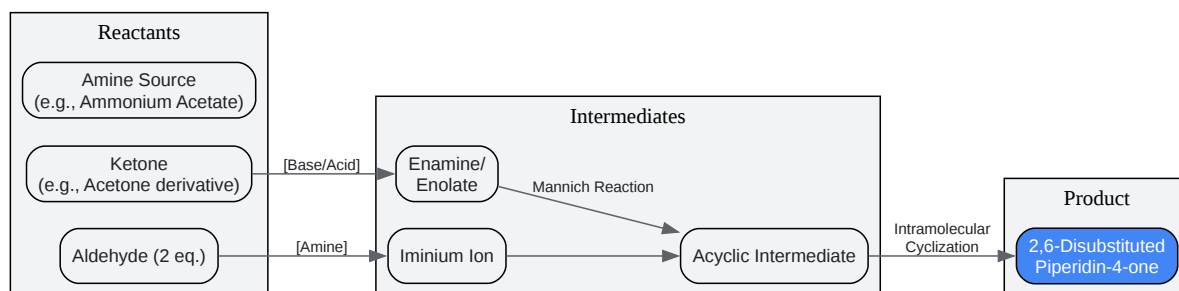 Reactants
Amine Source
(e.g., Ammonium Acetate)
Ketone
(e.g., Acetone derivative)
Aldehyde (2 eq.)
[Base/Acid]
[Amine]
Intermediates
Enamine/
Enolate
Mannich Reaction
Iminium Ion
Acyclic Intermediate
Intramolecular
Cyclization
Product
2,6-Disubstituted
Piperidin-4-one